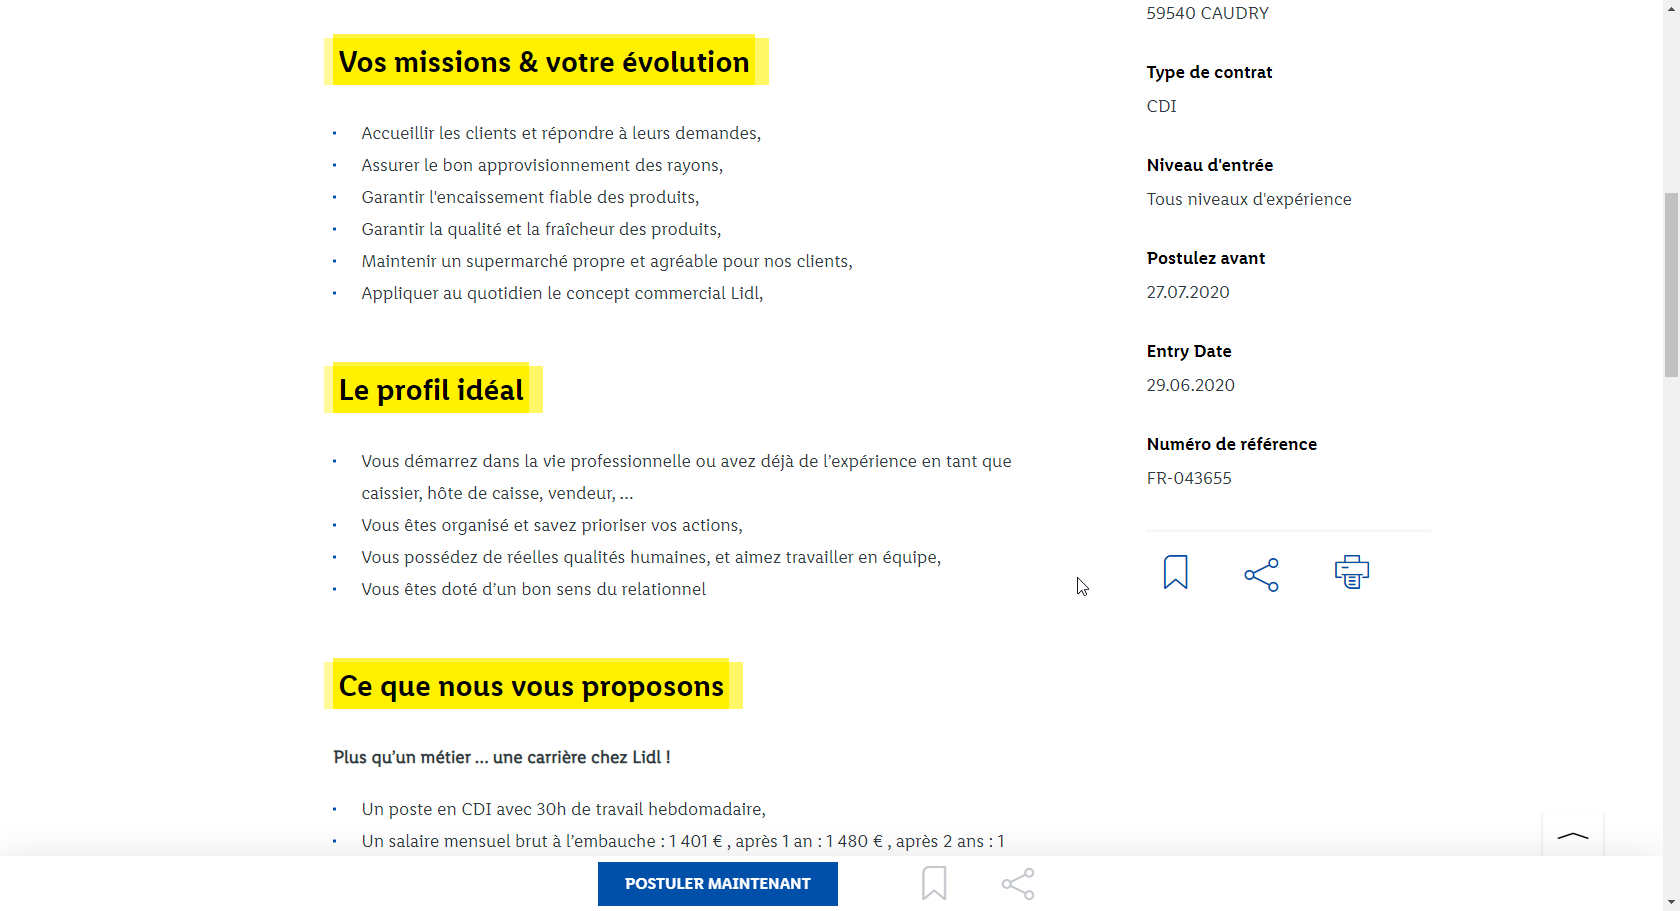 Vos missions & votre évolution
Accueillir les clients et répondre à leurs demandes,
Assurer le bon approvisionnement des rayons,
Garantir l'encaissement fiable des produits,
Garantir la qualité et la fraîcheur des produits,
Maintenir un supermarché propre et agréable pour nos clients,
Appliquer au quotidien le concept commercial Lidl,
Le profil idéal
Vous démarrez dans la vie professionnelle ou avez déjà de l’expérience en tant que
caissier, hôte de caisse, vendeur, ...
Vous êtes organisé et savez prioriser vos actions,
Vous possédez de réelles qualités humaines, et aimez travailler en équipe,
Vous êtes doté d’un bon sens du relationnel
Ce que nous vous proposons
Plus qu’un métier ... une carrière chez Lidl !
Un poste en CDI avec 30h de travail hebdomadaire,
Un salaire mensuel brut à l’embauche : 1 401 € , après 1 an : 1 480 € , après 2 ans : 1
59540 CAUDRY
Type de contrat
CDI
Niveau d'entrée
Tous niveaux d'expérience
Postulez avant
27.07.2020
Entry Date
29.06.2020
Numéro de référence
FR-043655
POSTULER MAINTENANT